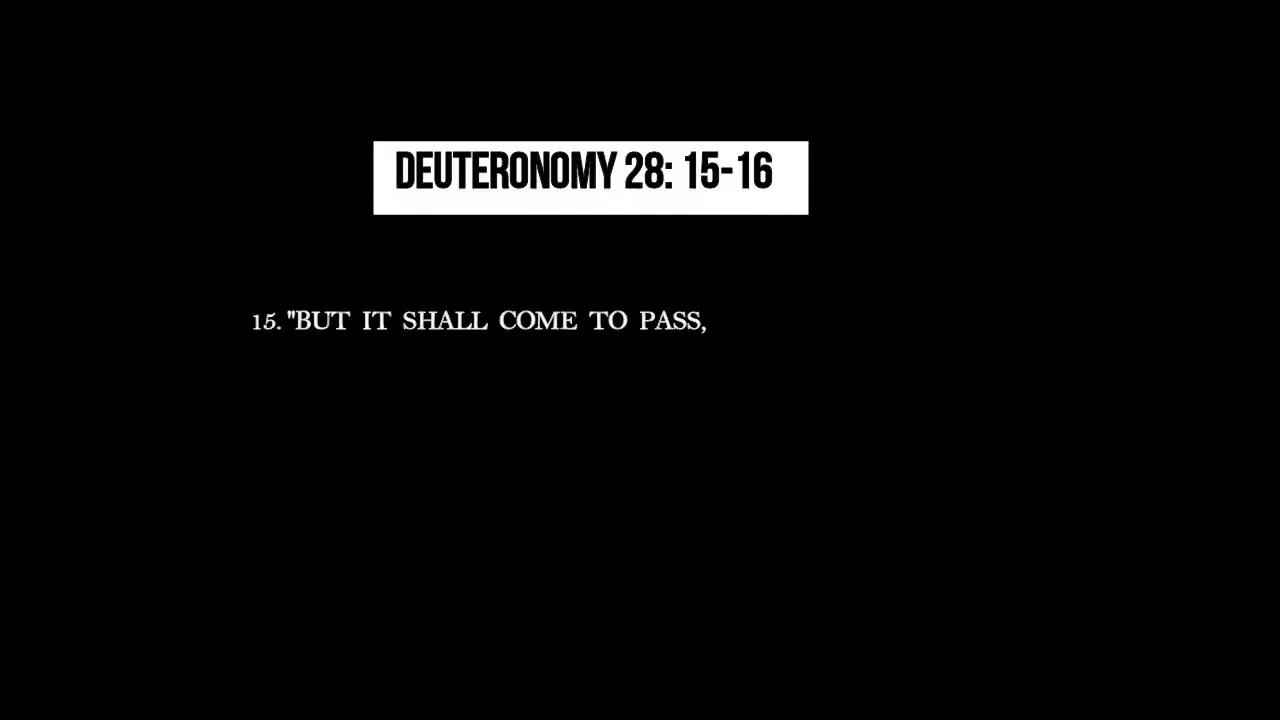 DEUTERONOMY 28: 15-16
15. "BUT IT SHALL COME TO PASS,